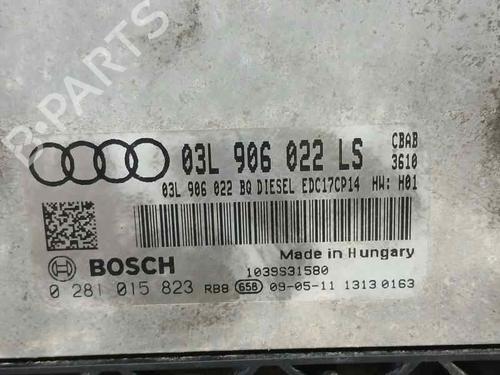 03L 906 022 LS
CBAB
3610
03L 906 022 BQ DIESEL EDC17CP14 HW: H01
Made in Hungary
BOSCH
1039S31580
0 281 015 823 RB8 658 09-05-11 1313 0163
B-PARTS